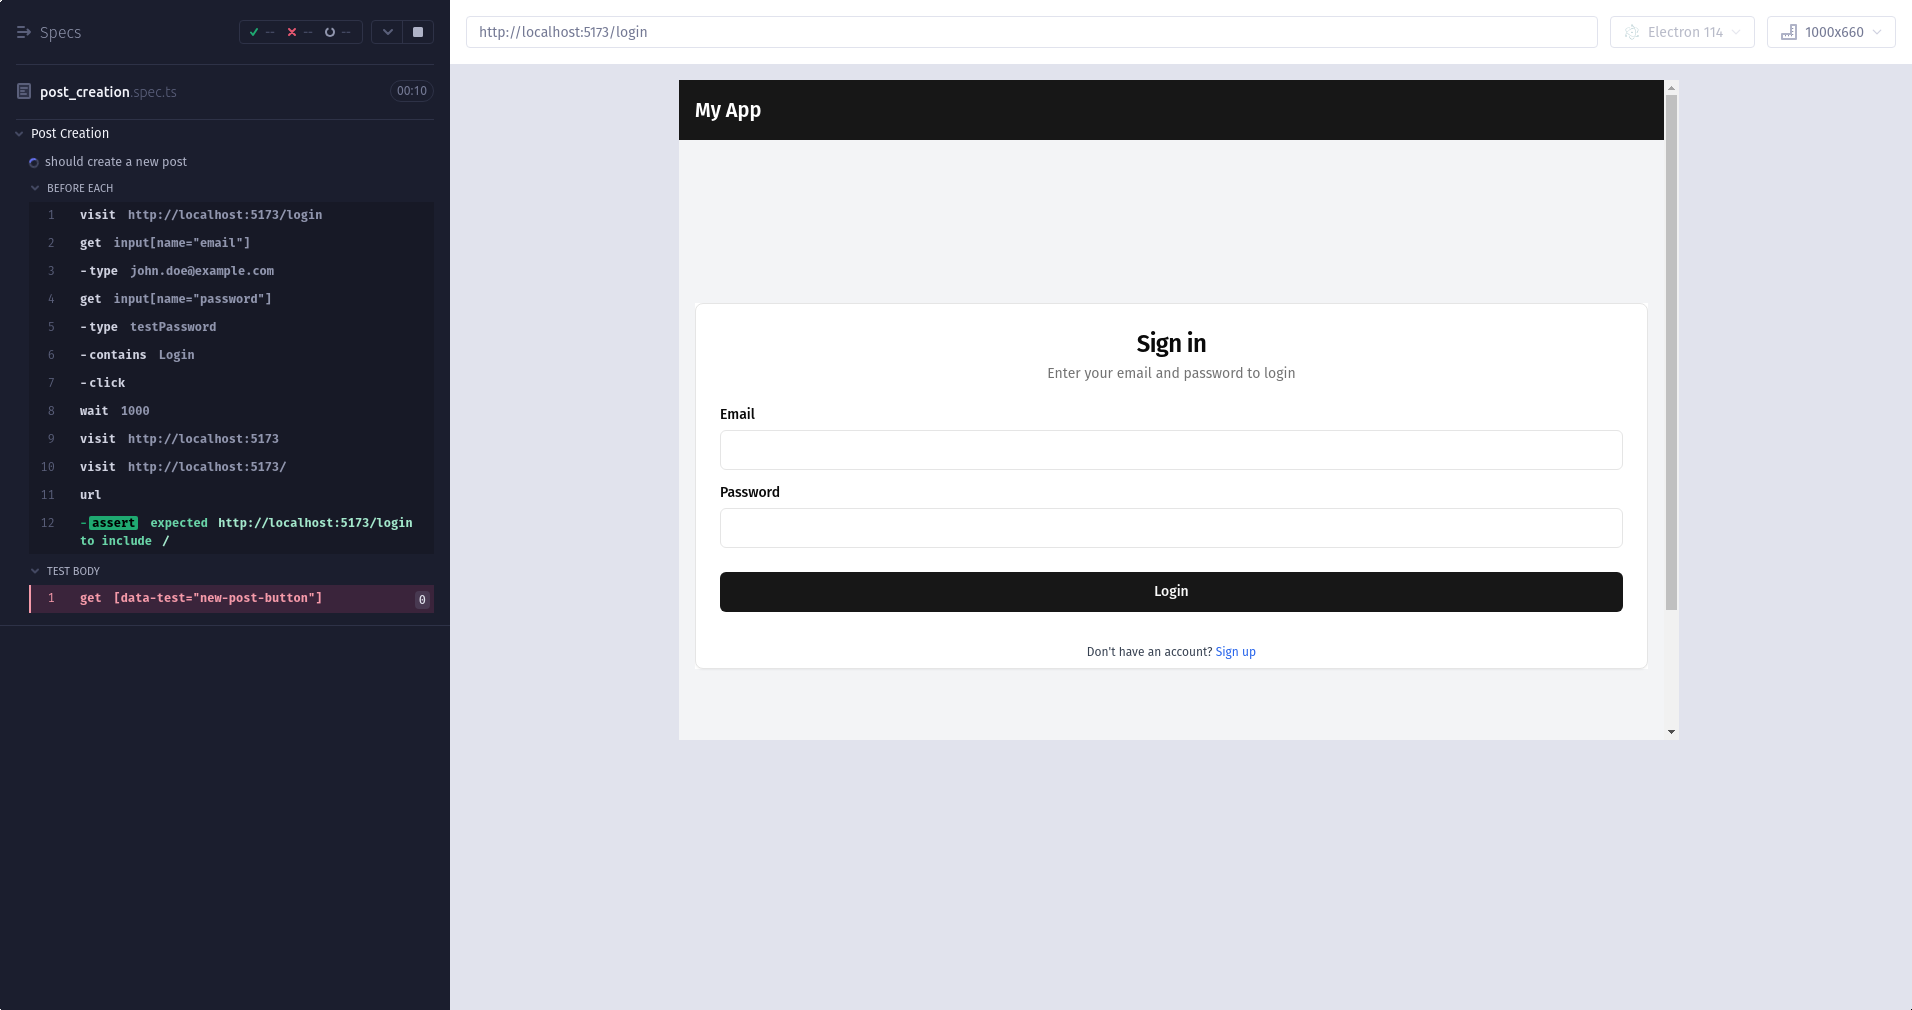 Specs
-- -- --
post_creation.spec.ts 00:10
Post Creation
should create a new post
BEFORE EACH
1 visit http://localhost:5173/login
2 get input[name="email"]
3 -type john.doe@example.com
4 get input[name="password"]
5 -type testPassword
6 -contains Login
7 -click
8 wait 1000
9 visit http://localhost:5173
10 visit http://localhost:5173/
11 url
12 -assert expected http://localhost:5173/login
to include /
TEST BODY
1 get [data-test="new-post-button"] 0
http://localhost:5173/login
Electron 114
1000x660
My App
Sign in
Enter your email and password to login
Email
Password
Login
Don't have an account? Sign up